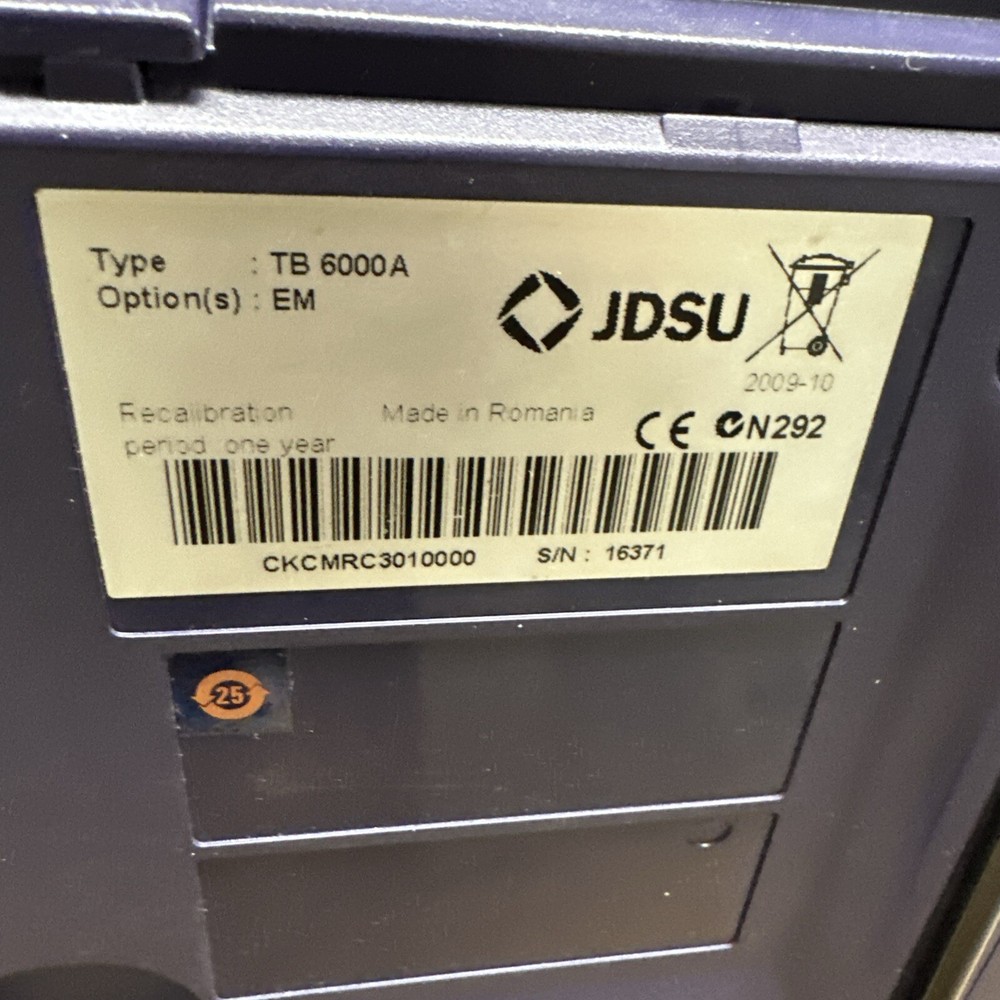 Type : TB 6000A
Option(s) : EM
JDSU
2009-10
Recalibration
period one year
Made in Romania
CE N292
CKCMRC3010000 S/N : 16371
25